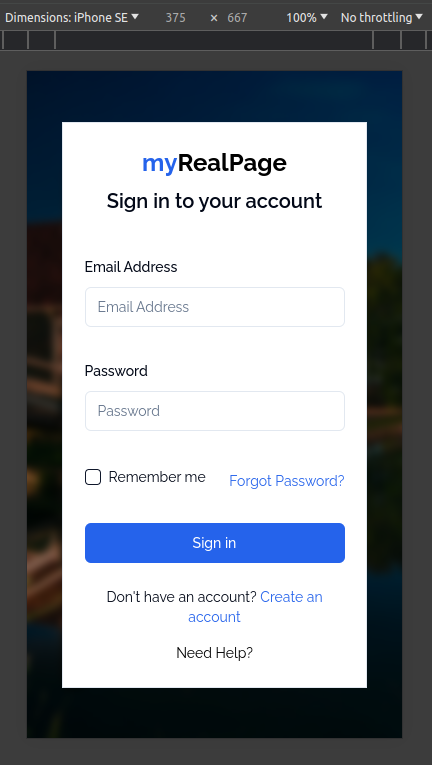 Dimensions: iPhone SE 375 × 667 100% No throttling
myRealPage
Sign in to your account
Email Address
Email Address
Password
Password
Remember me Forgot Password?
Sign in
Don't have an account? Create an
account
Need Help?